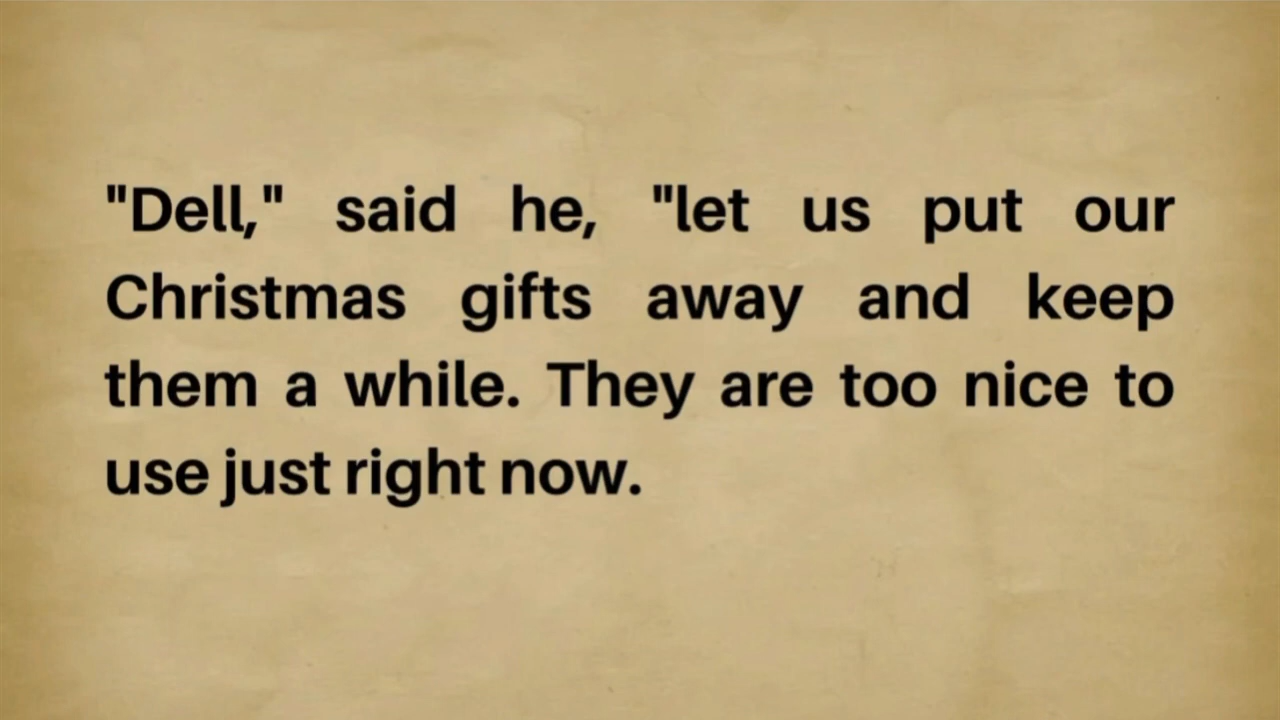 "Dell," said he, "let us put our
Christmas gifts away and keep
them a while. They are too nice to
use just right now.